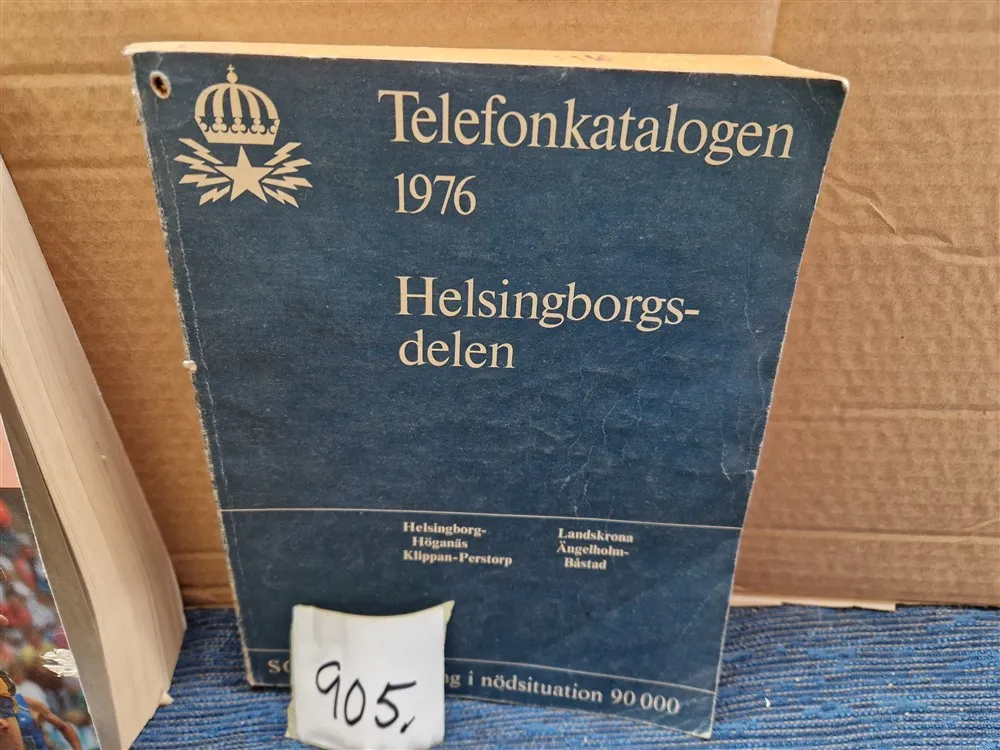 Telefonkatalogen
1976
Helsingborgs-
delen
Helsingborg-
Höganäs
Klippan-Perstorp
Landskrona
Ängelholm-
Båstad
i nödsituation 90 000
905.